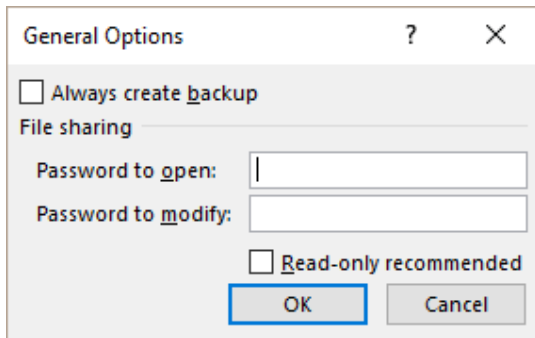 General Options ? ×
Always create backup
File sharing
Password to open:
Password to modify:
Read-only recommended
OK Cancel